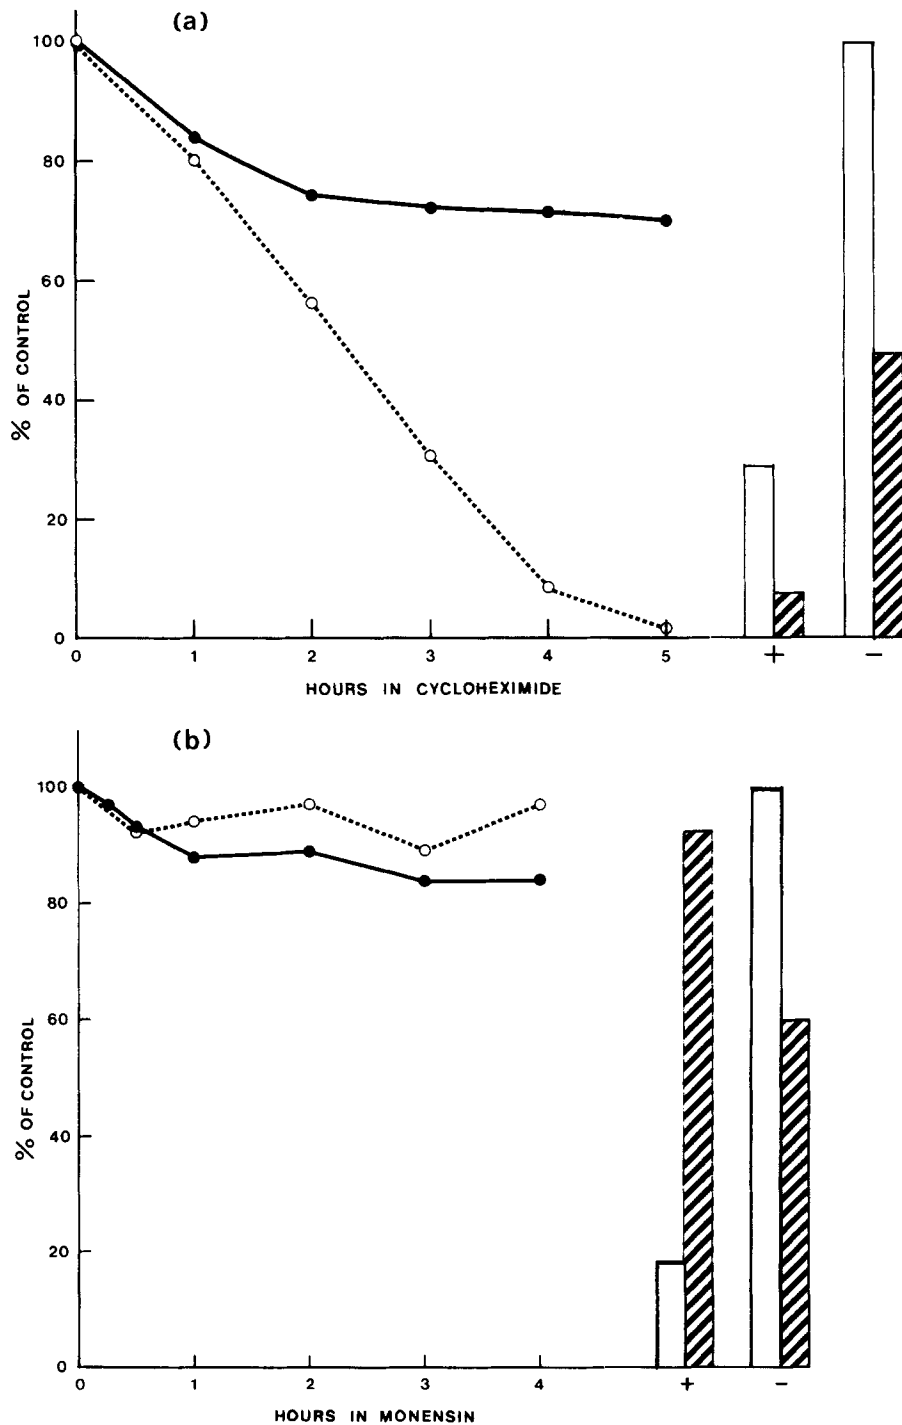 (a)
100
80
60
40
20
0
% OF CONTROL
0 1 2 3 4 5 + −
HOURS IN CYCLOHEXIMIDE
(b)
100
80
60
40
20
0
% OF CONTROL
0 1 2 3 4 + −
HOURS IN MONENSIN